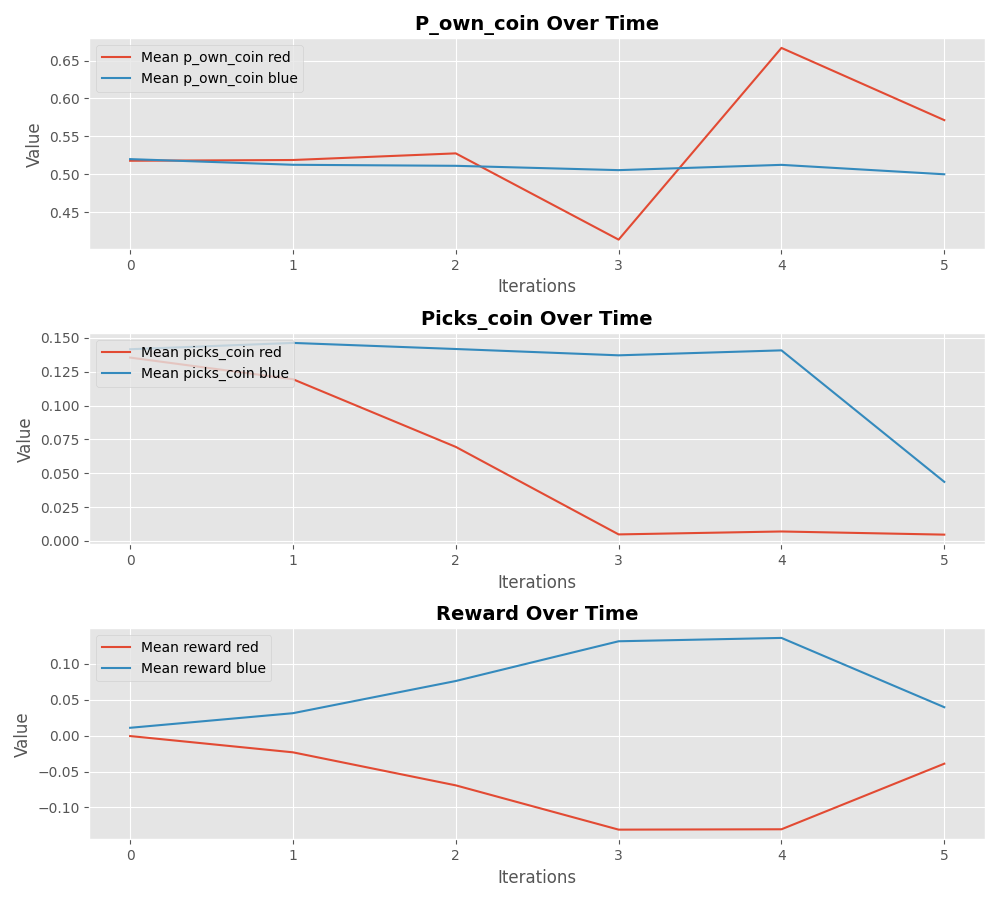 P_own_coin Over Time
Mean p_own_coin red
Mean p_own_coin blue
Value
0.65
0.60
0.55
0.50
0.45
0 1 2 3 4 5
Iterations
Picks_coin Over Time
Mean picks_coin red
Mean picks_coin blue
Value
0.150
0.125
0.100
0.075
0.050
0.025
0.000
0 1 2 3 4 5
Iterations
Reward Over Time
Mean reward red
Mean reward blue
Value
0.10
0.05
0.00
−0.05
−0.10
0 1 2 3 4 5
Iterations